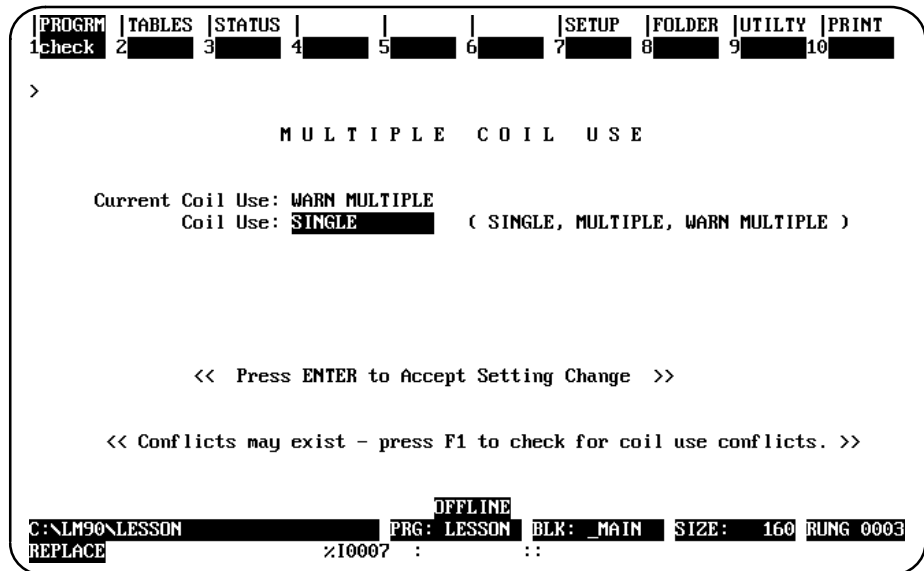 |PROGRM |TABLES |STATUS | | | |SETUP |FOLDER |UTILTY |PRINT
1check 2 3 4 5 6 7 8 9 10
>
M U L T I P L E C O I L U S E
Current Coil Use: WARN MULTIPLE
Coil Use: SINGLE ( SINGLE, MULTIPLE, WARN MULTIPLE )
<< Press ENTER to Accept Setting Change >>
<< Conflicts may exist – press F1 to check for coil use conflicts. >>
OFFLINE
C:\LM90\LESSON PRG: LESSON BLK: _MAIN SIZE: 160 RUNG 0003
REPLACE %I0007 : ::